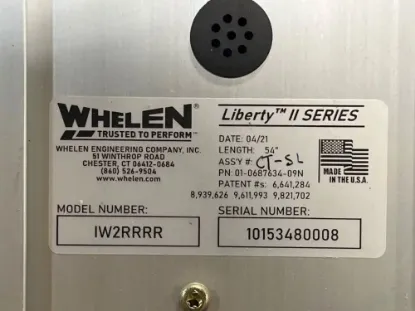 WHELEN
TRUSTED TO PERFORM™
WHELEN ENGINEERING COMPANY, INC.
51 WINTHROP ROAD
CHESTER, CT 06412-0684
(860) 526-9504
www.whelen.com
Liberty™ II SERIES
DATE: 04/21
LENGTH: 54"
ASS'Y #: CT-SL
PN: 01-0687634-09N
PATENT #s: 6,641,284
8,939,626 9,611,993 9,821,702
MADE IN THE U.S.A.
MODEL NUMBER:
IW2RRRR
SERIAL NUMBER:
10153480008